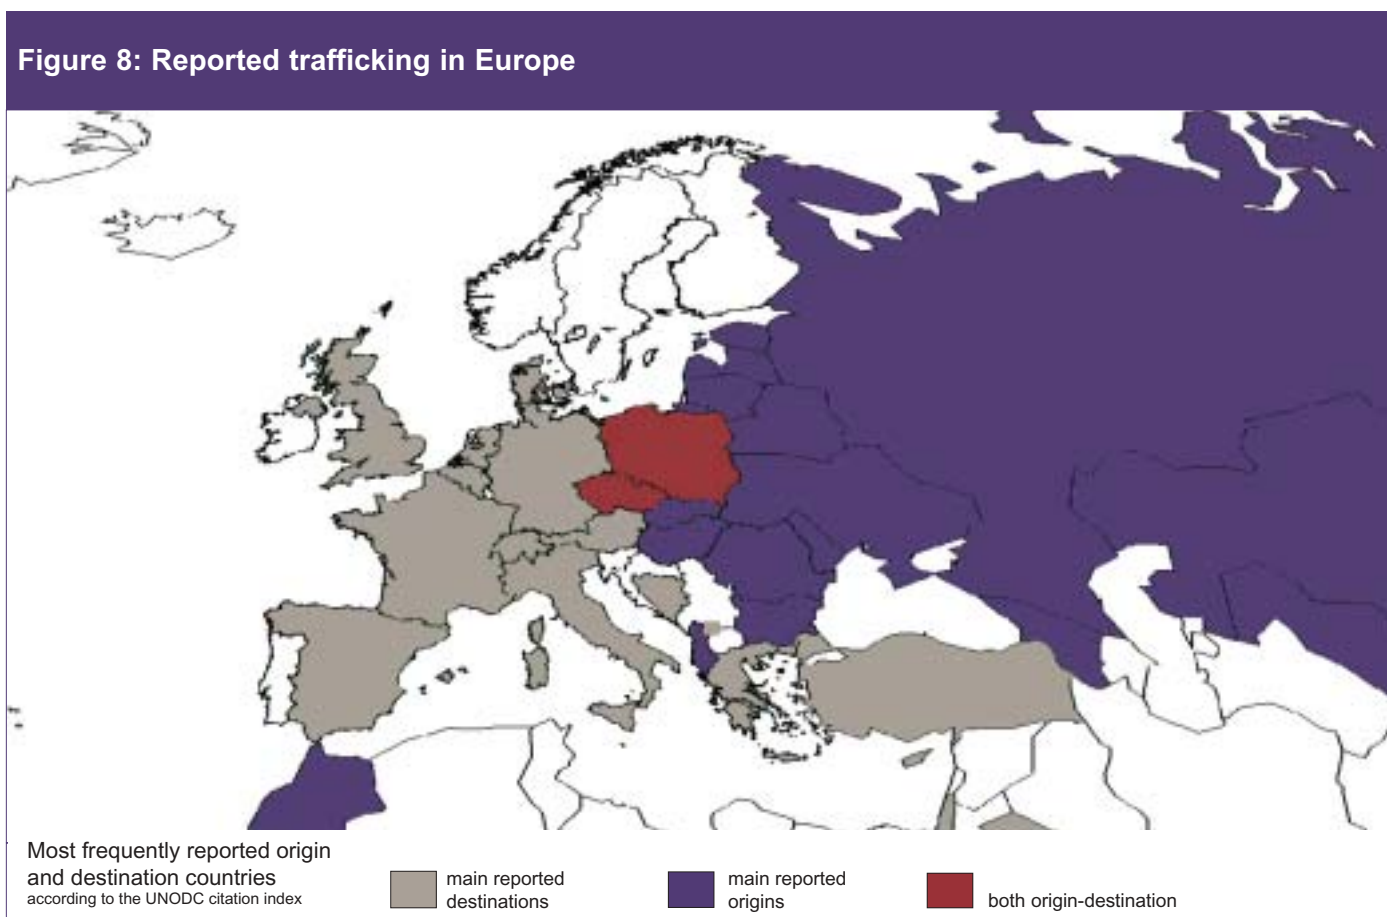 Figure 8: Reported trafficking in Europe
Most frequently reported origin
and destination countries
according to the UNODC citation index
main reported
destinations
main reported
origins
both origin-destination